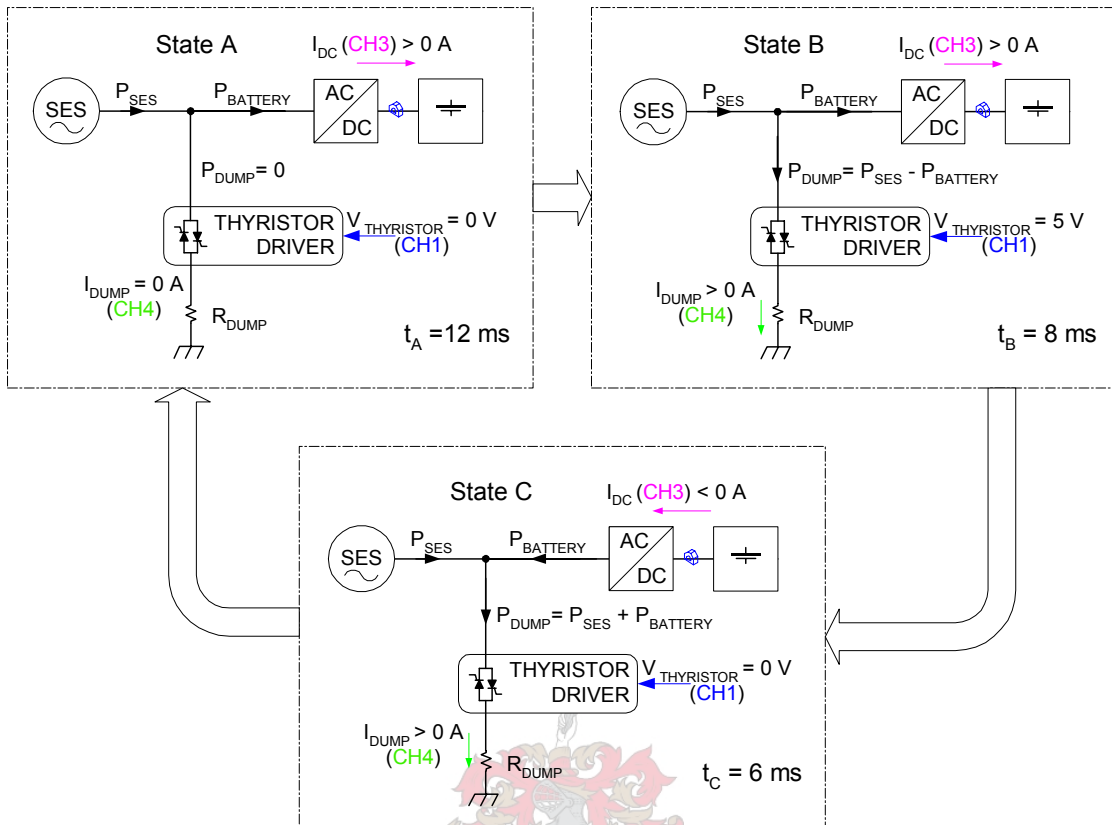 State A
I_DC (CH3) > 0 A
SES
P_SES
P_BATTERY
AC
DC
P_DUMP = 0
THYRISTOR
DRIVER
V_THYRISTOR = 0 V
(CH1)
I_DUMP = 0 A
(CH4)
R_DUMP
t_A =12 ms
State B
I_DC (CH3) > 0 A
SES
P_SES
P_BATTERY
AC
DC
P_DUMP = P_SES - P_BATTERY
THYRISTOR
DRIVER
V_THYRISTOR = 5 V
(CH1)
I_DUMP > 0 A
(CH4)
R_DUMP
t_B = 8 ms
State C
I_DC (CH3) < 0 A
SES
P_SES
P_BATTERY
AC
DC
P_DUMP = P_SES + P_BATTERY
THYRISTOR
DRIVER
V_THYRISTOR = 0 V
(CH1)
I_DUMP > 0 A
(CH4)
R_DUMP
t_C = 6 ms